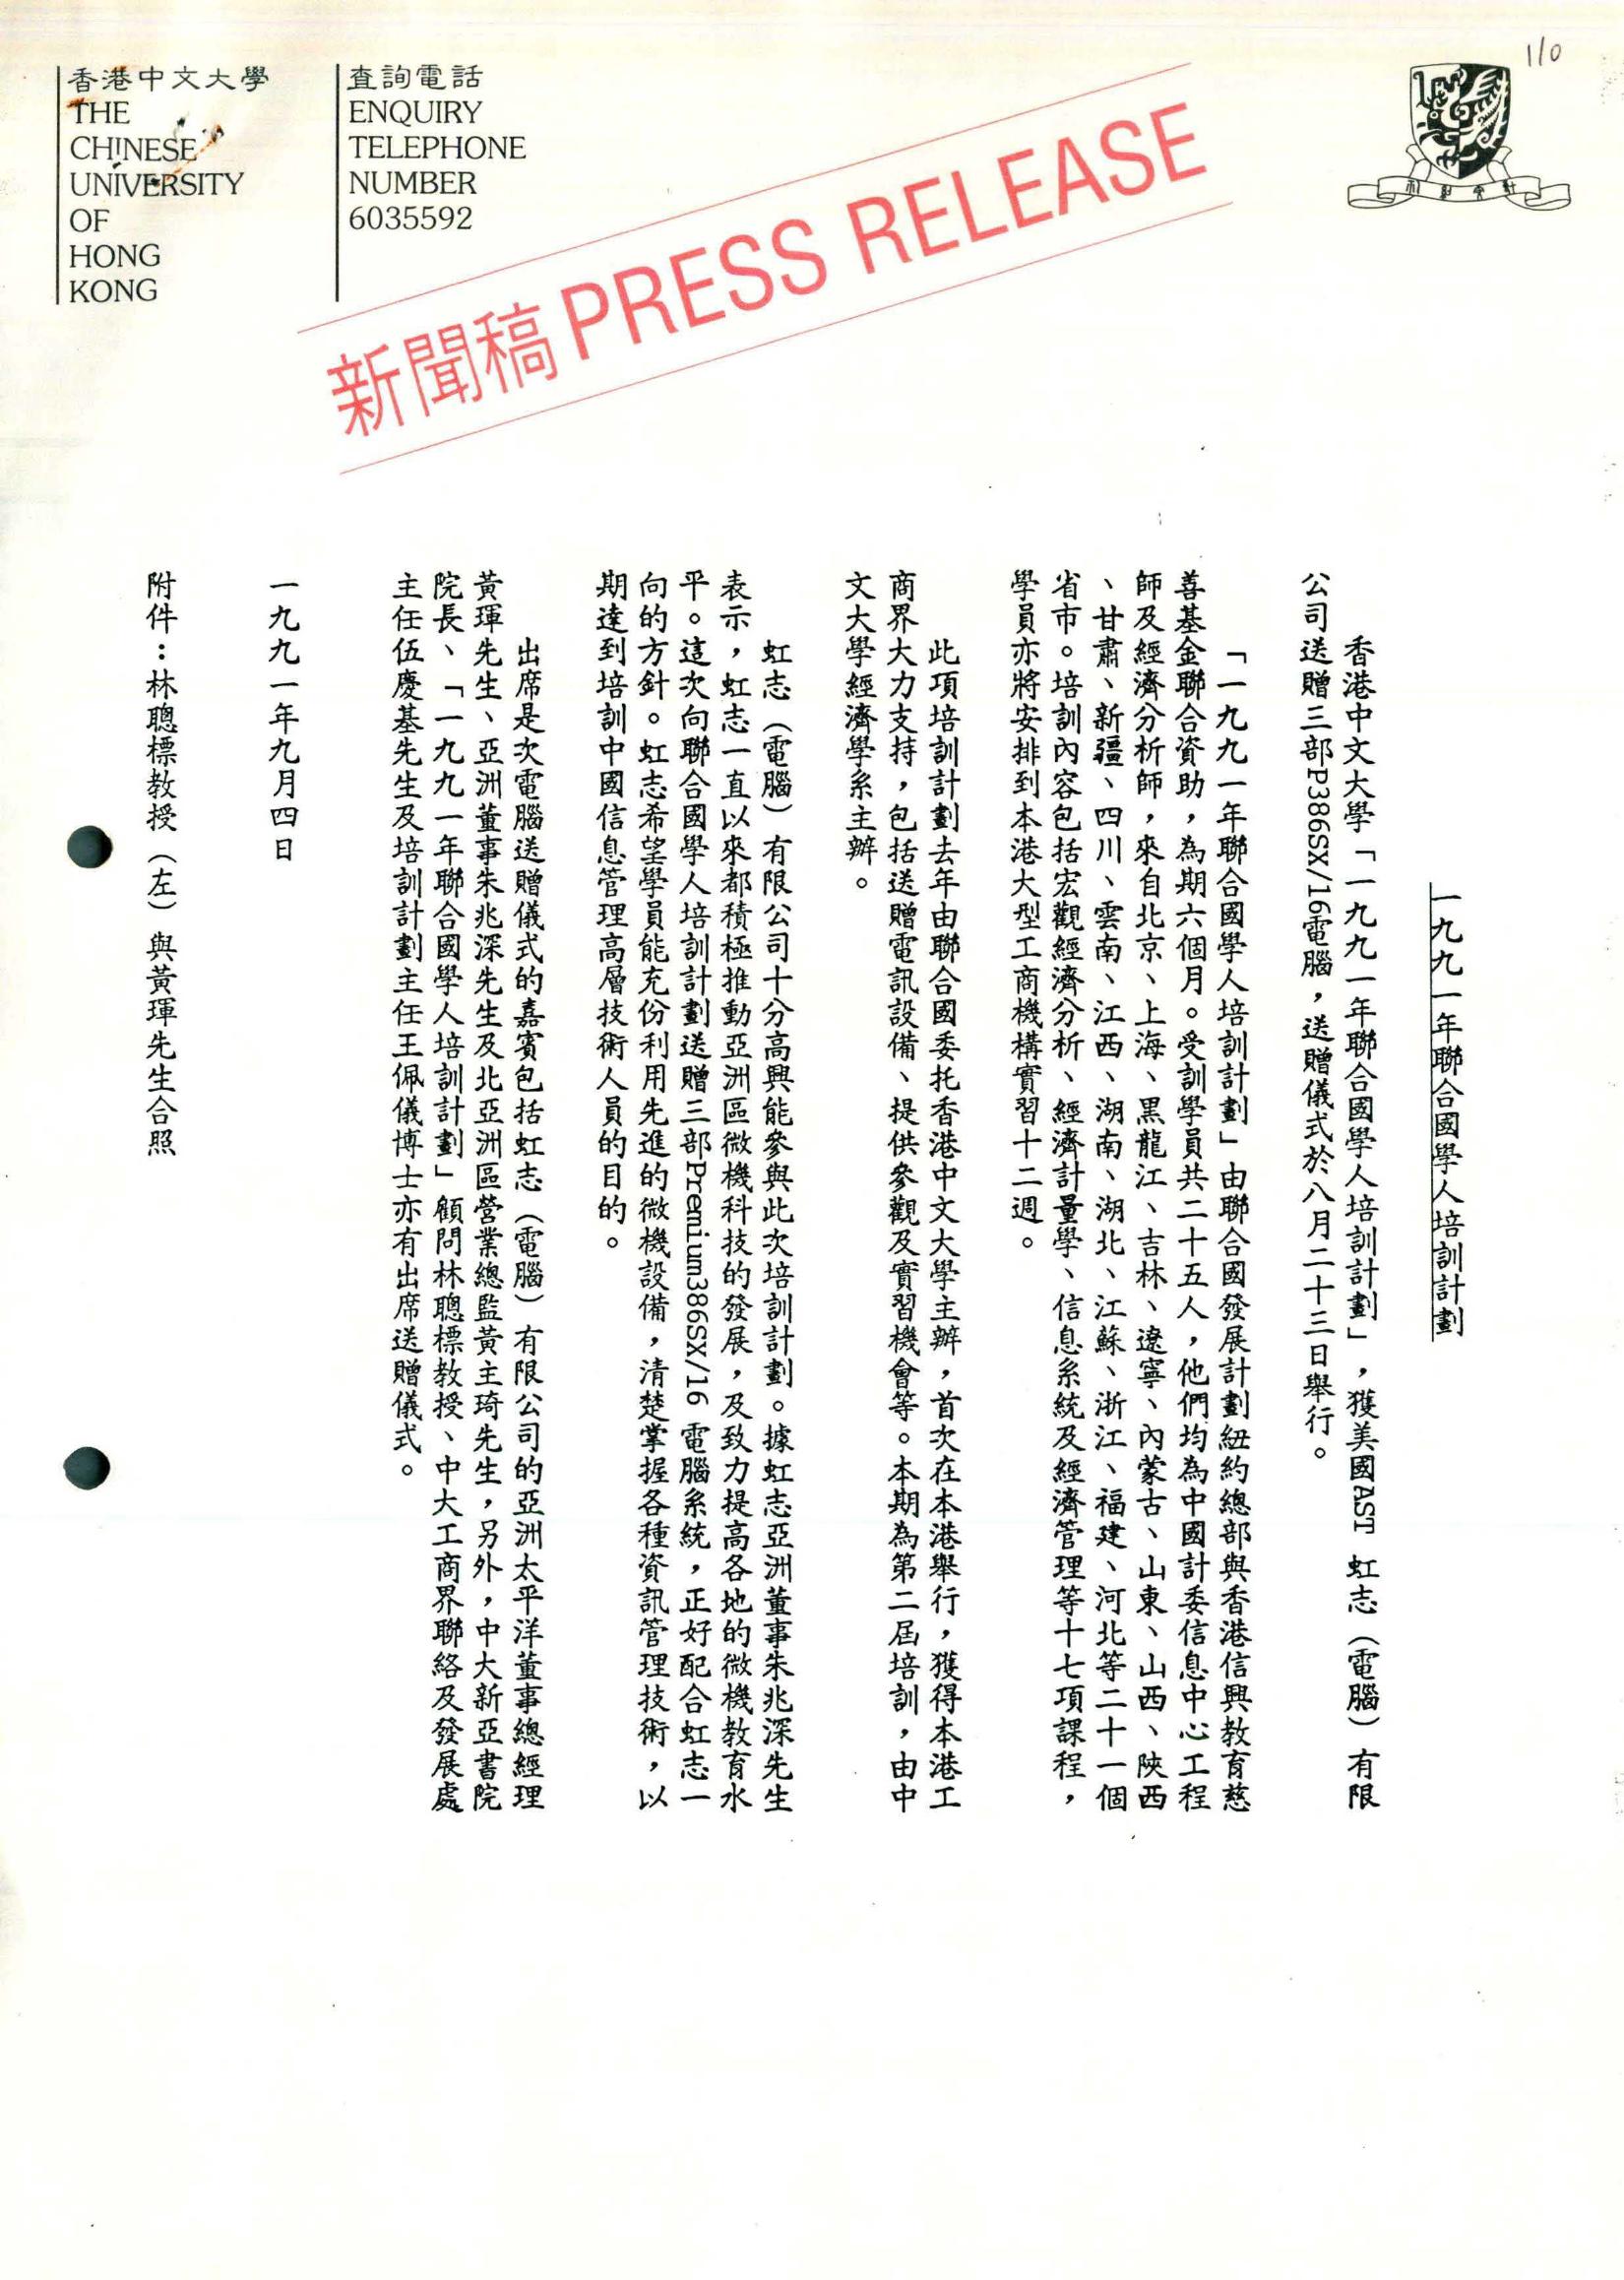 110
香港中文大學
THE
CHINESE
UNIVERSITY
OF
HONG
KONG
查詢電話
ENQUIRY
TELEPHONE
NUMBER
6035592
新聞稿 PRESS RELEASE
一九九一年聯合國學人培訓計劃
香港中文大學「一九九一年聯合國學人培訓計劃」,獲美國AST 虹志(電腦)有限
公司送贈三部P386SX/16電腦,送贈儀式於八月二十三日舉行。
「一九九一年聯合國學人培訓計劃」由聯合國發展計劃紐約總部與香港信興教育慈
善基金聯合資助,為期六個月。受訓學員共二十五人,他們均為中國計委信息中心工程
師及經濟分析師,來自北京、上海、黑龍江、吉林、遼寧、內蒙古、山東、山西、陝西
、甘肅、新疆、四川、雲南、江西、湖南、湖北、江蘇、浙江、福建、河北等二十一個
省市。培訓內容包括宏觀經濟分析、經濟計量學、信息系統及經濟管理等十七項課程,
學員亦將安排到本港大型工商機構實習十二週。
此項培訓計劃去年由聯合國委托香港中文大學主辦,首次在本港舉行,獲得本港工
商界大力支持,包括送贈電訊設備、提供參觀及實習機會等。本期為第二屆培訓,由中
文大學經濟學系主辦。
虹志(電腦)有限公司十分高興能參與此次培訓計劃。據虹志亞洲董事朱兆深先生
表示,虹志一直以來都積極推動亞洲區微機科技的發展,及致力提高各地的微機教育水
平。這次向聯合國學人培訓計劃送贈三部Premium386SX/16 電腦系統,正好配合虹志一
向的方針。虹志希望學員能充份利用先進的微機設備,清楚掌握各種資訊管理技術,以
期達到培訓中國信息管理高層技術人員的目的。
出席是次電腦送贈儀式的嘉賓包括虹志(電腦)有限公司的亞洲太平洋董事總經理
黃琿先生、亞洲董事朱兆深先生及北亞洲區營業總監黃主琦先生,另外,中大新亞書院
院長、「一九九一年聯合國學人培訓計劃」顧問林聰標教授、中大工商界聯絡及發展處
主任伍慶基先生及培訓計劃主任王佩儀博士亦有出席送贈儀式。
一九九一年九月四日
附件:林聰標教授(左)與黃琿先生合照